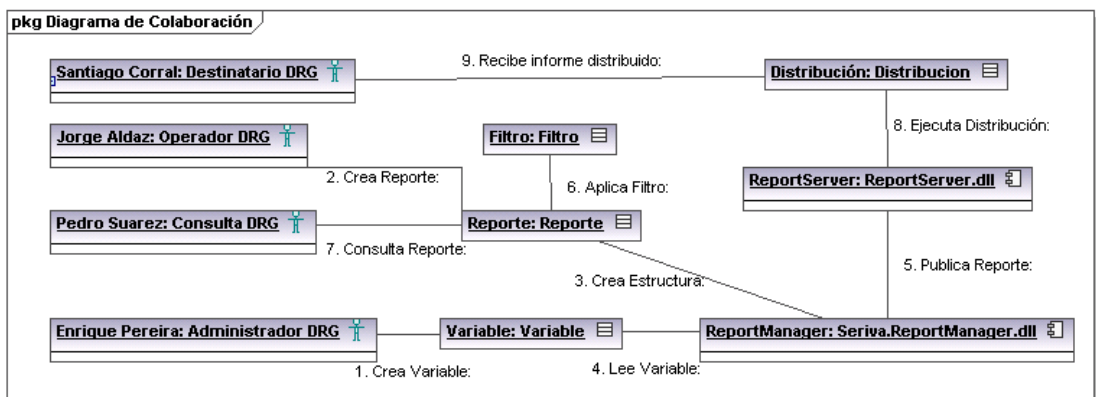 pkg Diagrama de Colaboración
9. Recibe informe distribuido:
Santiago Corral: Destinatario DRG
Distribución: Distribucion
Jorge Aldaz: Operador DRG
Filtro: Filtro
8. Ejecuta Distribución:
2. Crea Reporte:
6. Aplica Filtro:
ReportServer: ReportServer.dll
Pedro Suarez: Consulta DRG
Reporte: Reporte
7. Consulta Reporte:
5. Publica Reporte:
3. Crea Estructura:
Enrique Pereira: Administrador DRG
Variable: Variable
ReportManager: Seriva.ReportManager.dll
1. Crea Variable:
4. Lee Variable: